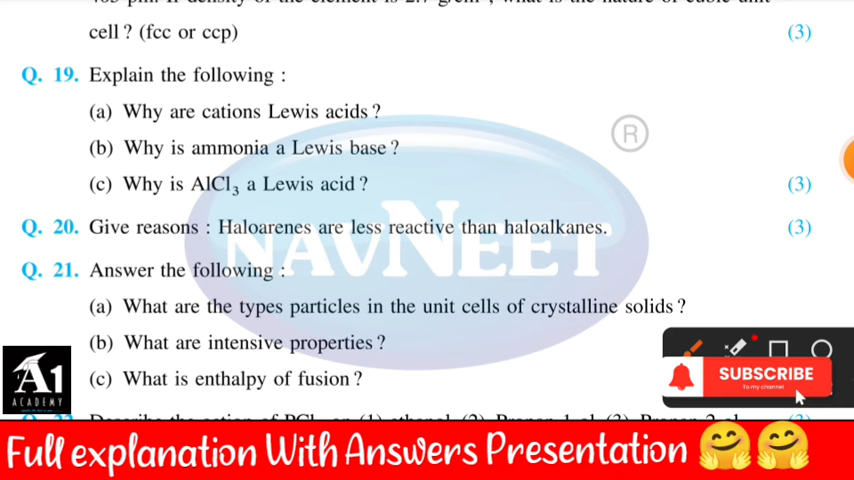 cell ? (fcc or ccp) (3)
Q. 19. Explain the following :
(a) Why are cations Lewis acids ?
(b) Why is ammonia a Lewis base ?
(c) Why is AlCl₃ a Lewis acid ? (3)
Q. 20. Give reasons : Haloarenes are less reactive than haloalkanes. (3)
Q. 21. Answer the following :
(a) What are the types particles in the unit cells of crystalline solids ?
(b) What are intensive properties ?
(c) What is enthalpy of fusion ?
NAVNEET
®
A1
ACADEMY
SUBSCRIBE
To my channel
Full explanation With Answers Presentation 🤗🤗